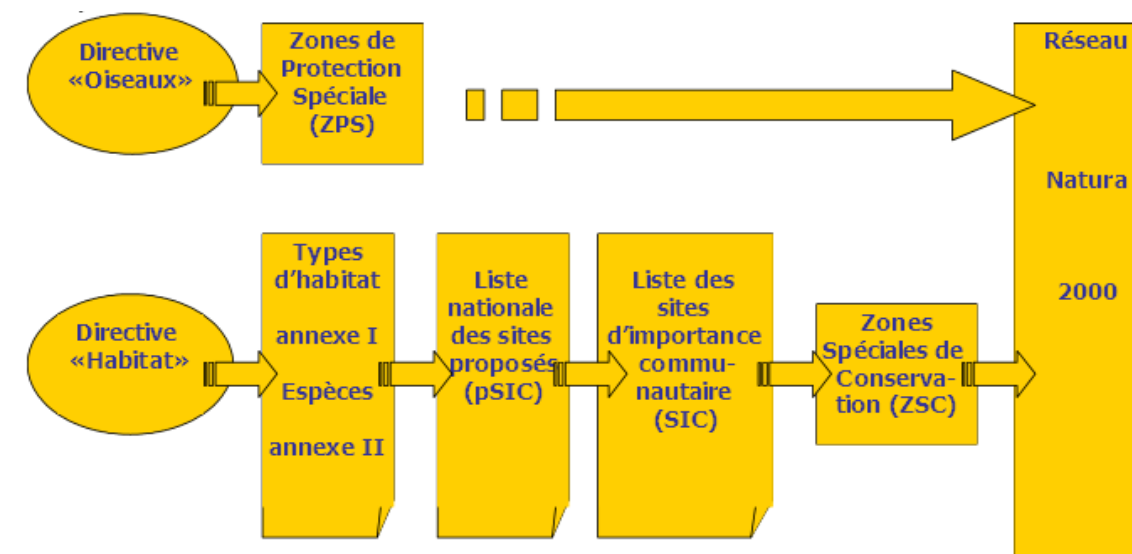 Directive
«Oiseaux»
Zones de
Protection
Spéciale
(ZPS)
Réseau
Natura
2000
Directive
«Habitat»
Types
d'habitat
annexe I
Espèces
annexe II
Liste
nationale
des sites
proposés
(pSIC)
Liste des
sites
d'importance
commu-
nautaire
(SIC)
Zones
Spéciales de
Conserva-
tion (ZSC)